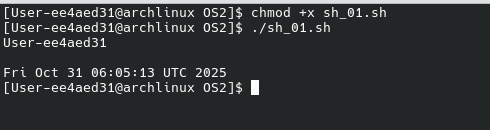 [User-ee4aed31@archlinux OS2]$ chmod +x sh_01.sh
[User-ee4aed31@archlinux OS2]$ ./sh_01.sh
User-ee4aed31

Fri Oct 31 06:05:13 UTC 2025
[User-ee4aed31@archlinux OS2]$